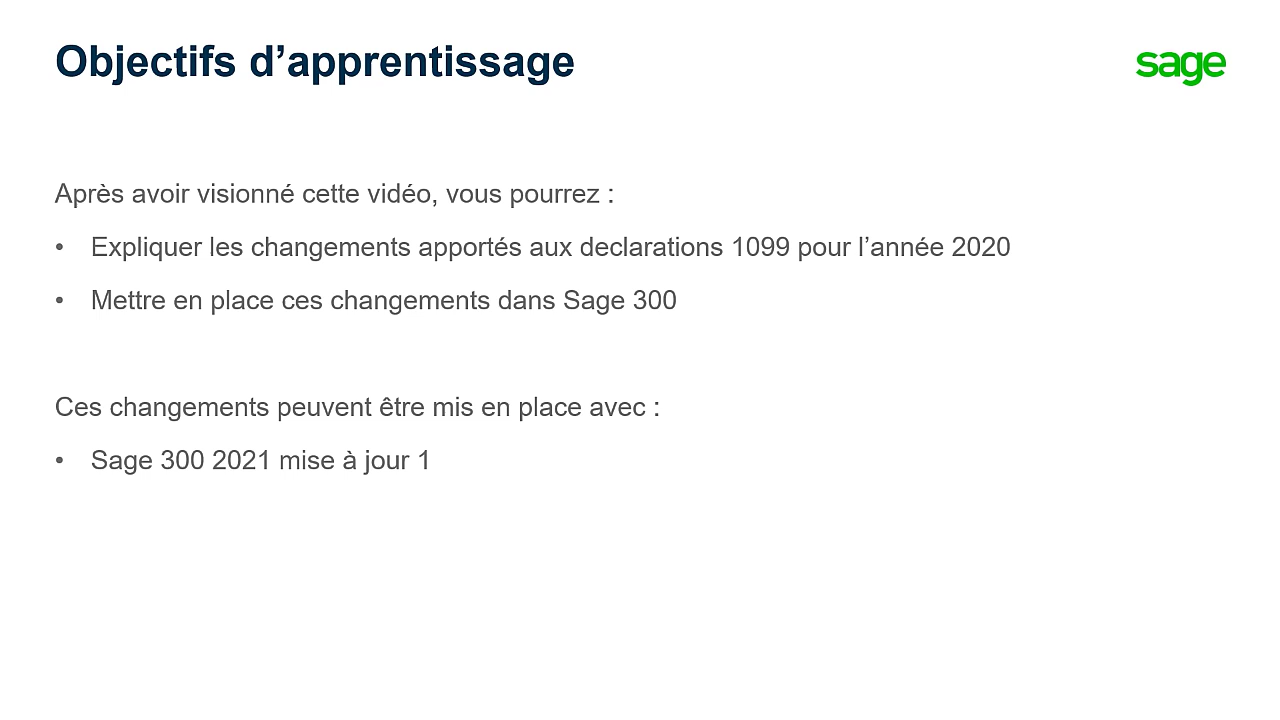 Objectifs d’apprentissage
sage
Après avoir visionné cette vidéo, vous pourrez :
• Expliquer les changements apportés aux declarations 1099 pour l’année 2020
• Mettre en place ces changements dans Sage 300
Ces changements peuvent être mis en place avec :
• Sage 300 2021 mise à jour 1